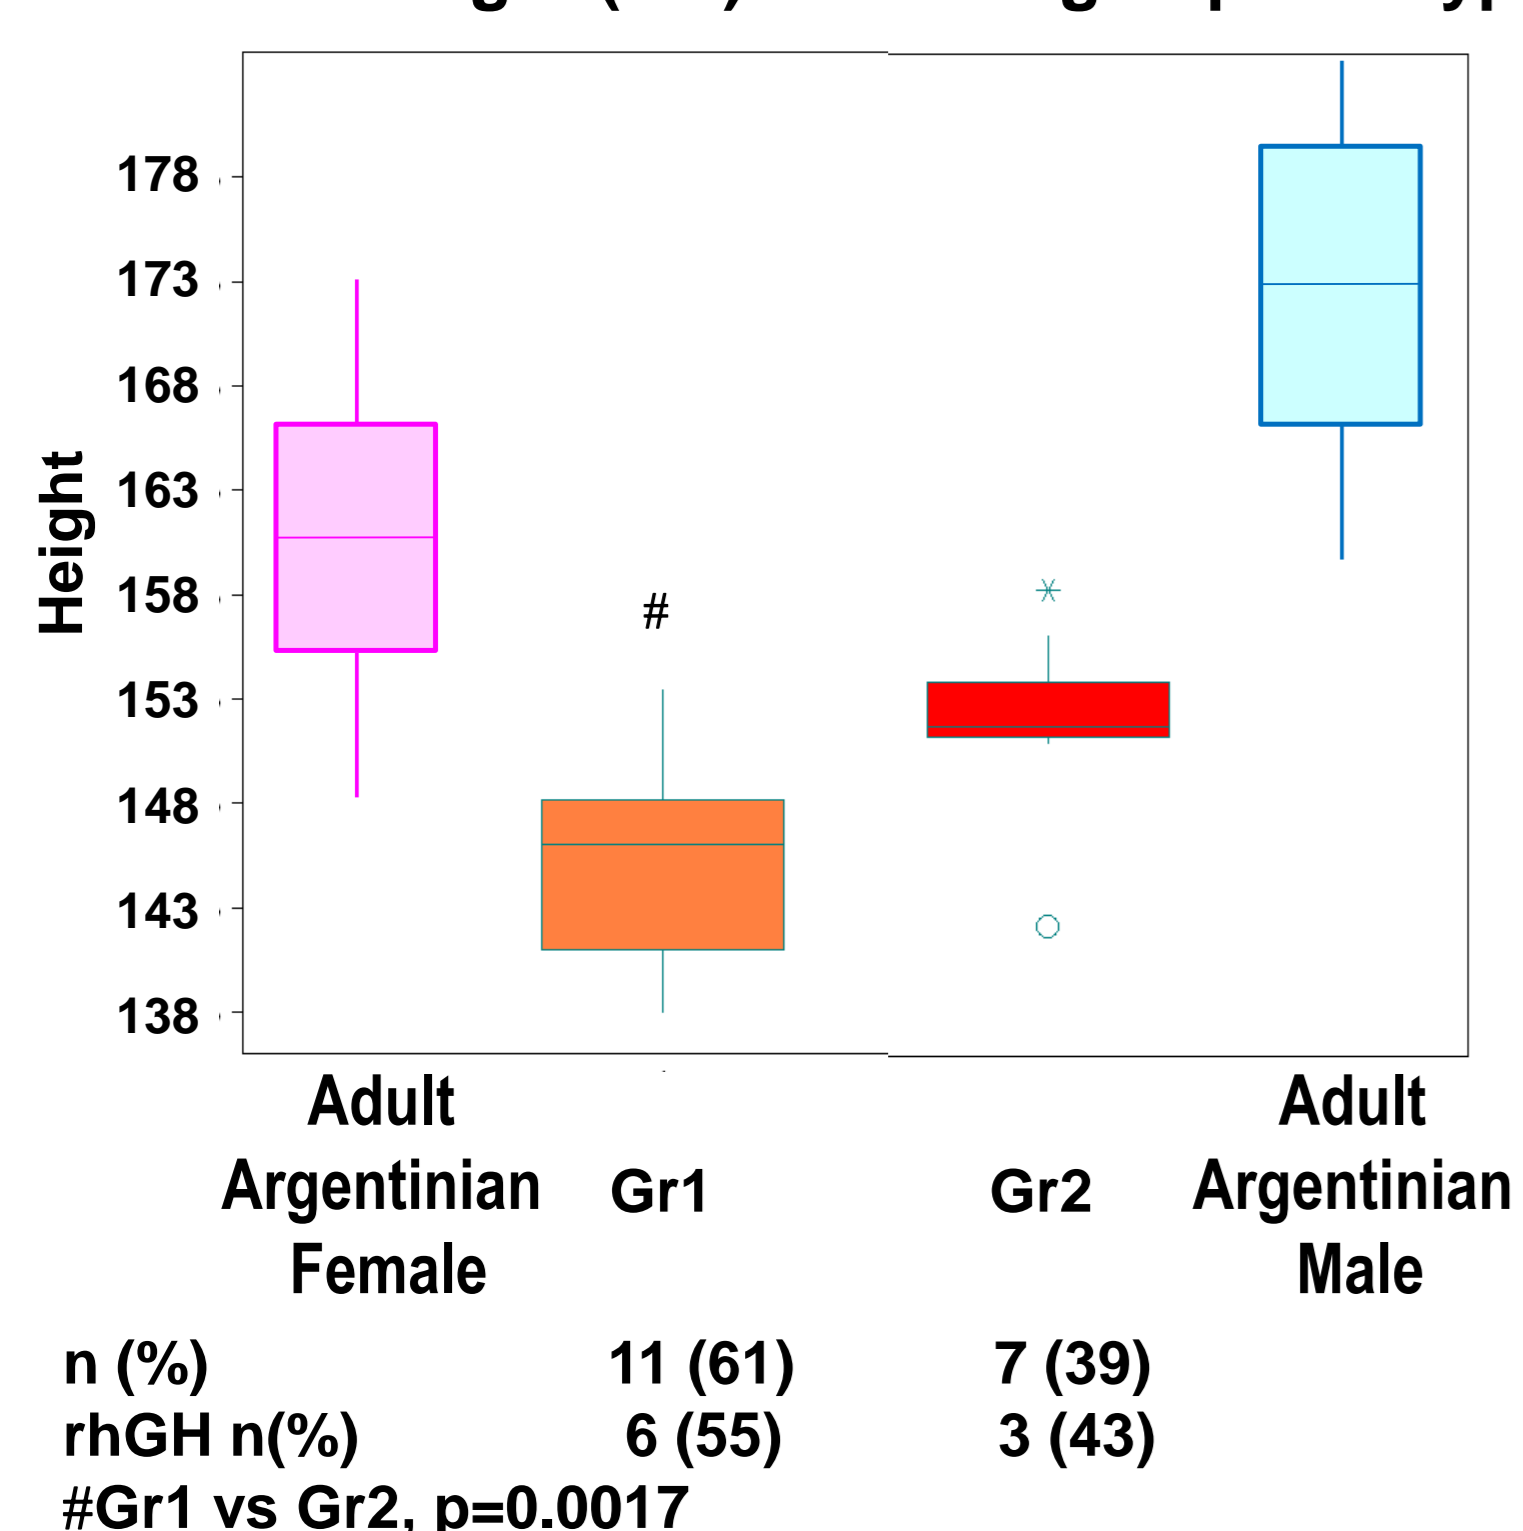 178
173
168
163
158
153
148
143
138
Height
#
Adult Argentinian Female
Gr1
Gr2
Adult Argentinian Male
n (%) 11 (61) 7 (39)
rhGH n(%) 6 (55) 3 (43)
#Gr1 vs Gr2, p=0.0017